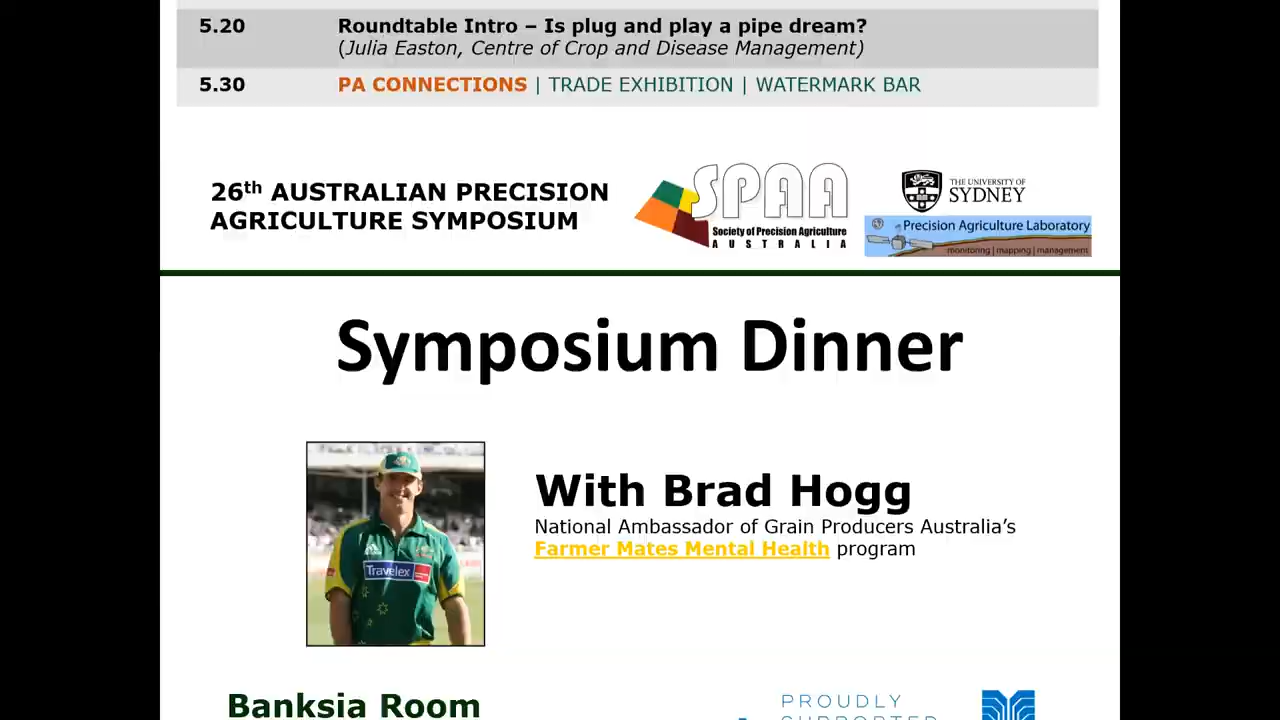 5.20 Roundtable Intro – Is plug and play a pipe dream?
(Julia Easton, Centre of Crop and Disease Management)
5.30 PA CONNECTIONS | TRADE EXHIBITION | WATERMARK BAR
26th AUSTRALIAN PRECISION
AGRICULTURE SYMPOSIUM
SPAA
Society of Precision Agriculture
AUSTRALIA
THE UNIVERSITY OF
SYDNEY
Precision Agriculture Laboratory
monitoring | mapping | management
Symposium Dinner
Travelex
With Brad Hogg
National Ambassador of Grain Producers Australia’s
Farmer Mates Mental Health program
Banksia Room
PROUDLY
SUPPORTED